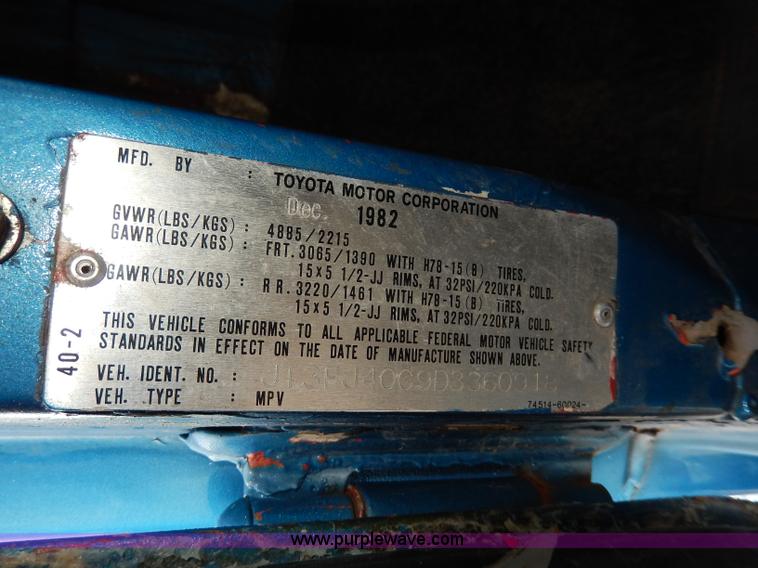 MFD. BY : TOYOTA MOTOR CORPORATION
Dec. 1982
GVWR(LBS/KGS) : 4885/2215
GAWR(LBS/KGS) : FRT. 3065/1390 WITH H78-15(B) TIRES,
15×5 1/2-JJ RIMS, AT 32PSI/220KPA COLD.
GAWR(LBS/KGS) : RR. 3220/1461 WITH H78-15(B) TIRES,
15×5 1/2-JJ RIMS, AT 32PSI/220KPA COLD.
THIS VEHICLE CONFORMS TO ALL APPLICABLE FEDERAL MOTOR VEHICLE SAFETY
STANDARDS IN EFFECT ON THE DATE OF MANUFACTURE SHOWN ABOVE.
VEH. IDENT. NO. :
VEH. TYPE : MPV
74514-60024-
40-2
www.purplewave.com